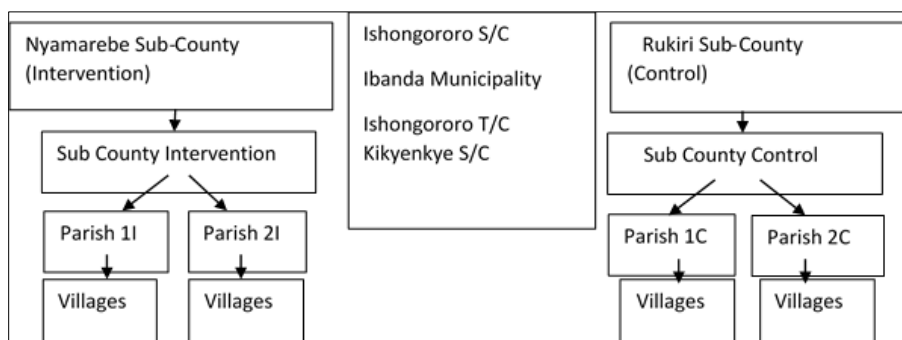 Nyamarebe Sub-County
(Intervention)
Sub County Intervention
Parish 1I
Parish 2I
Villages
Villages
Ishongororo S/C
Ibanda Municipality
Ishongororo T/C
Kikyenkye S/C
Rukiri Sub-County
(Control)
Sub County Control
Parish 1C
Parish 2C
Villages
Villages